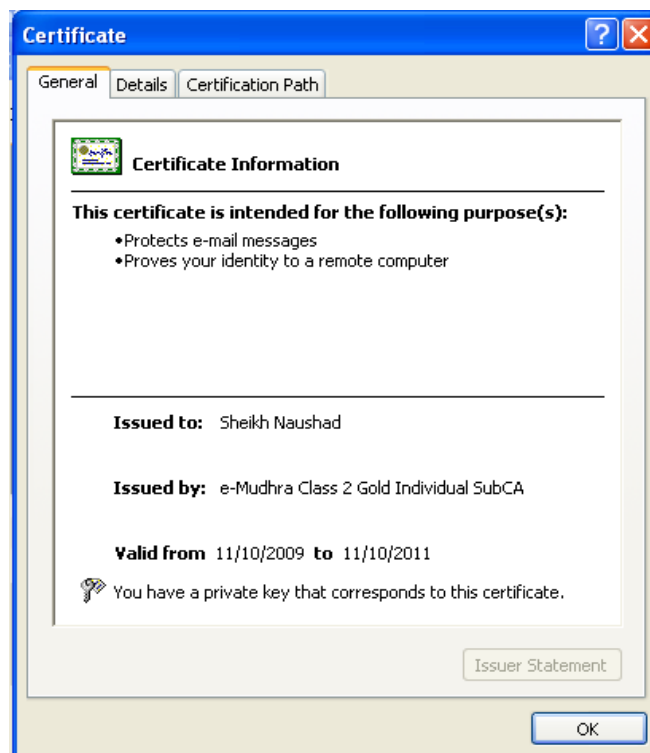 Certificate
General Details Certification Path
Certificate Information
This certificate is intended for the following purpose(s):
•Protects e-mail messages
•Proves your identity to a remote computer
Issued to: Sheikh Naushad
Issued by: e-Mudhra Class 2 Gold Individual SubCA
Valid from 11/10/2009 to 11/10/2011
You have a private key that corresponds to this certificate.
Issuer Statement
OK